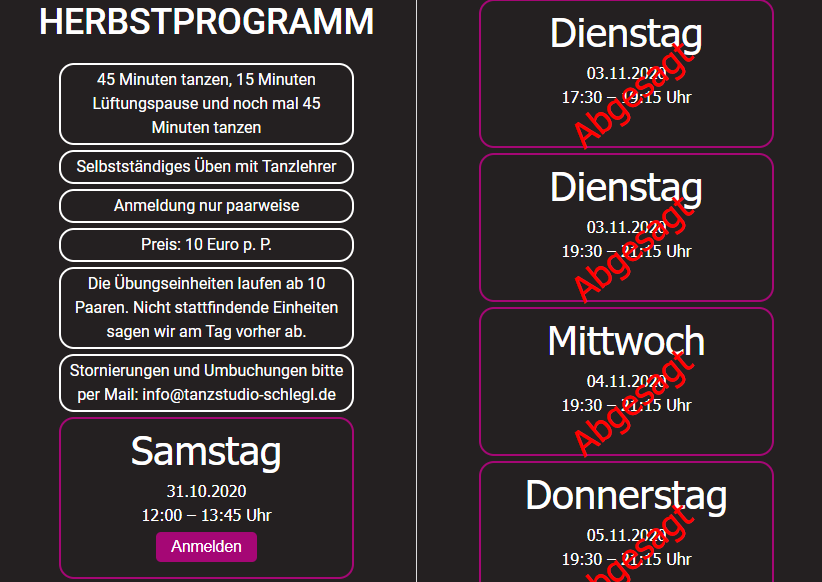 HERBSTPROGRAMM
45 Minuten tanzen, 15 Minuten
Lüftungspause und noch mal 45
Minuten tanzen
Selbstständiges Üben mit Tanzlehrer
Anmeldung nur paarweise
Preis: 10 Euro p. P.
Die Übungseinheiten laufen ab 10
Paaren. Nicht stattfindende Einheiten
sagen wir am Tag vorher ab.
Stornierungen und Umbuchungen bitte
per Mail: info@tanzstudio-schlegl.de
Samstag
31.10.2020
12:00 – 13:45 Uhr
Anmelden
Dienstag
03.11.2020
17:30 – 19:15 Uhr
Abgesagt
Dienstag
03.11.2020
19:30 – 21:15 Uhr
Abgesagt
Mittwoch
04.11.2020
19:30 – 21:15 Uhr
Abgesagt
Donnerstag
05.11.2020
19:30 – 21:15 Uhr
Abgesagt